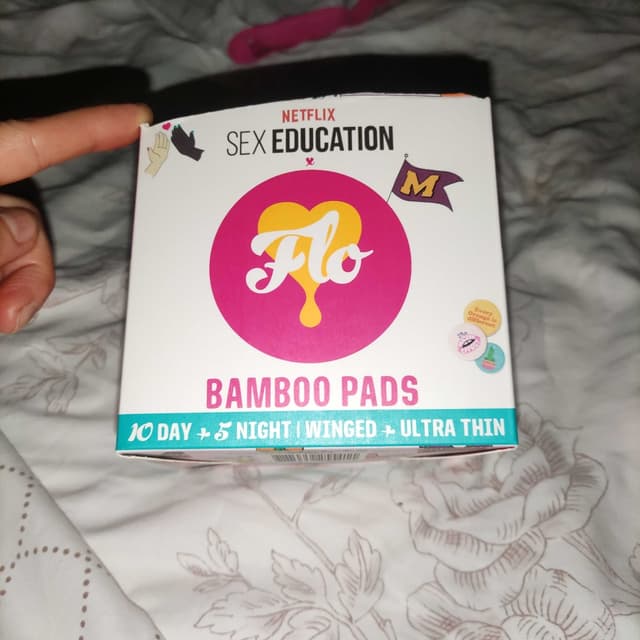 NETFLIX
SEX EDUCATION
M
Flo
BAMBOO PADS
10 DAY + 5 NIGHT | WINGED + ULTRA THIN